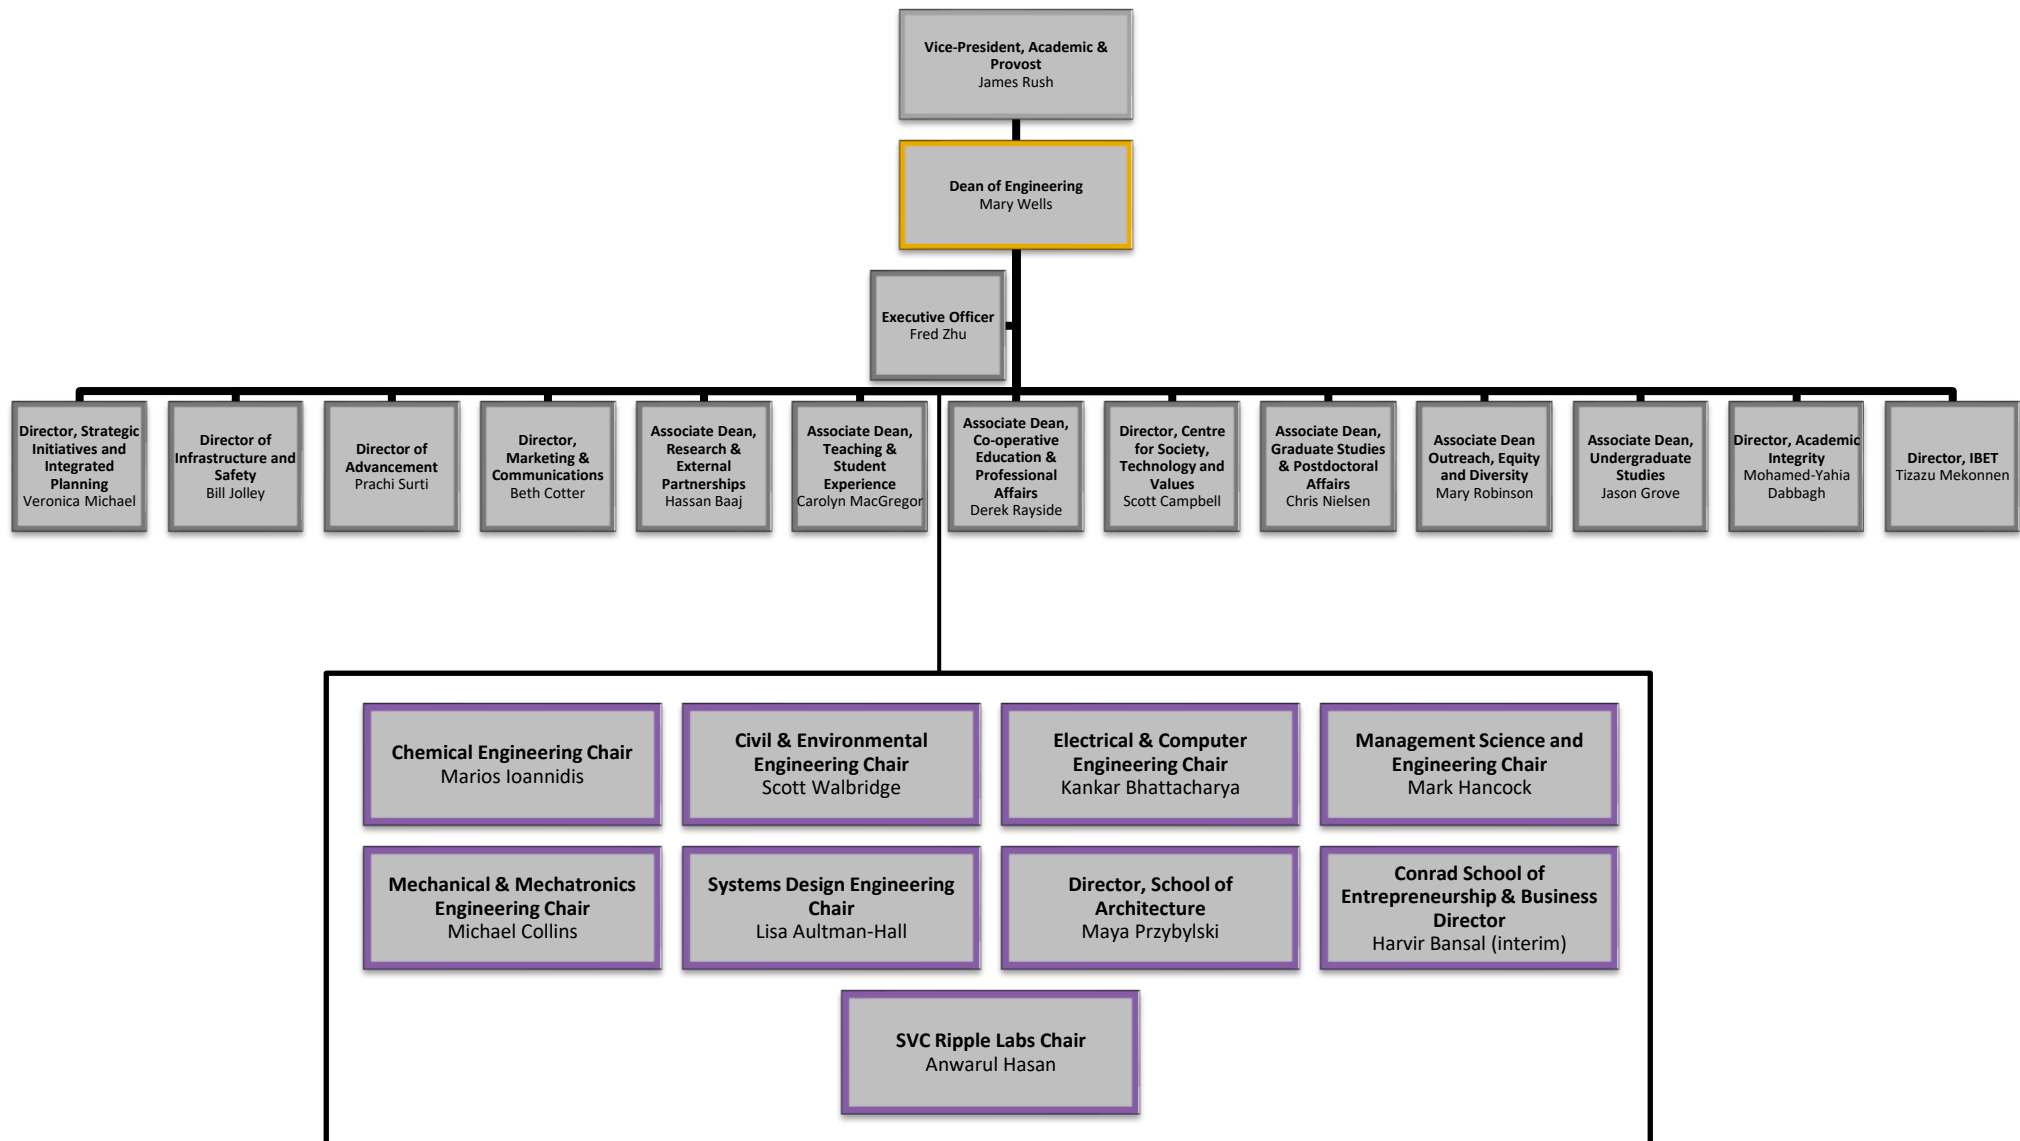 Vice-President, Academic &
Provost
James Rush
Dean of Engineering
Mary Wells
Executive Officer
Fred Zhu
Director, Strategic
Initiatives and
Integrated
Planning
Veronica Michael
Director of
Infrastructure and
Safety
Bill Jolley
Director of
Advancement
Prachi Surti
Director,
Marketing &
Communications
Beth Cotter
Associate Dean,
Research &
External
Partnerships
Hassan Baaj
Associate Dean,
Teaching &
Student
Experience
Carolyn MacGregor
Associate Dean,
Co-operative
Education &
Professional
Affairs
Derek Rayside
Director, Centre
for Society,
Technology and
Values
Scott Campbell
Associate Dean,
Graduate Studies
& Postdoctoral
Affairs
Chris Nielsen
Associate Dean
Outreach, Equity
and Diversity
Mary Robinson
Associate Dean,
Undergraduate
Studies
Jason Grove
Director, Academic
Integrity
Mohamed-Yahia
Dabbagh
Director, IBET
Tizazu Mekonnen
Chemical Engineering Chair
Marios Ioannidis
Civil & Environmental
Engineering Chair
Scott Walbridge
Electrical & Computer
Engineering Chair
Kankar Bhattacharya
Management Science and
Engineering Chair
Mark Hancock
Mechanical & Mechatronics
Engineering Chair
Michael Collins
Systems Design Engineering
Chair
Lisa Aultman-Hall
Director, School of
Architecture
Maya Przybylski
Conrad School of
Entrepreneurship & Business
Director
Harvir Bansal (interim)
SVC Ripple Labs Chair
Anwarul Hasan